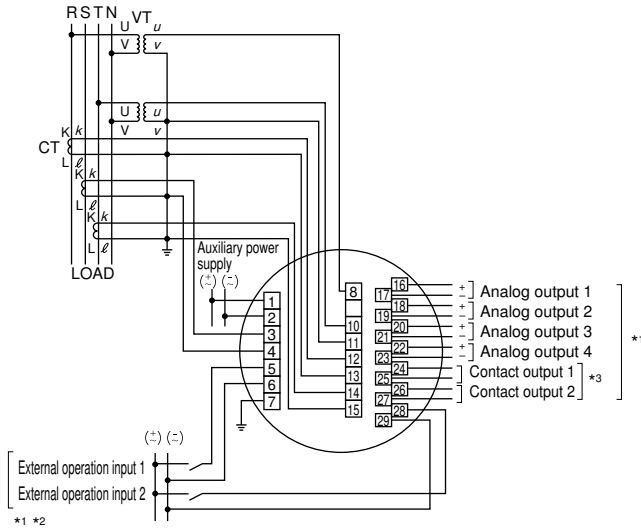 R S T N
VT
U u
V v
U u
V v
CT
K k
L ℓ
K k
L ℓ
K k
L ℓ
LOAD
Auxiliary power
supply
(+~) (-~)
1
2
3
4
5
6
7
8
10
11
12
13
14
15
16
17
18
19
20
21
22
23
24
25
26
27
28
29
+
− Analog output 1
+
− Analog output 2
+
− Analog output 3
+
− Analog output 4
Contact output 1
Contact output 2
*3
(+~) (-~)
External operation input 1
External operation input 2
*1 *2